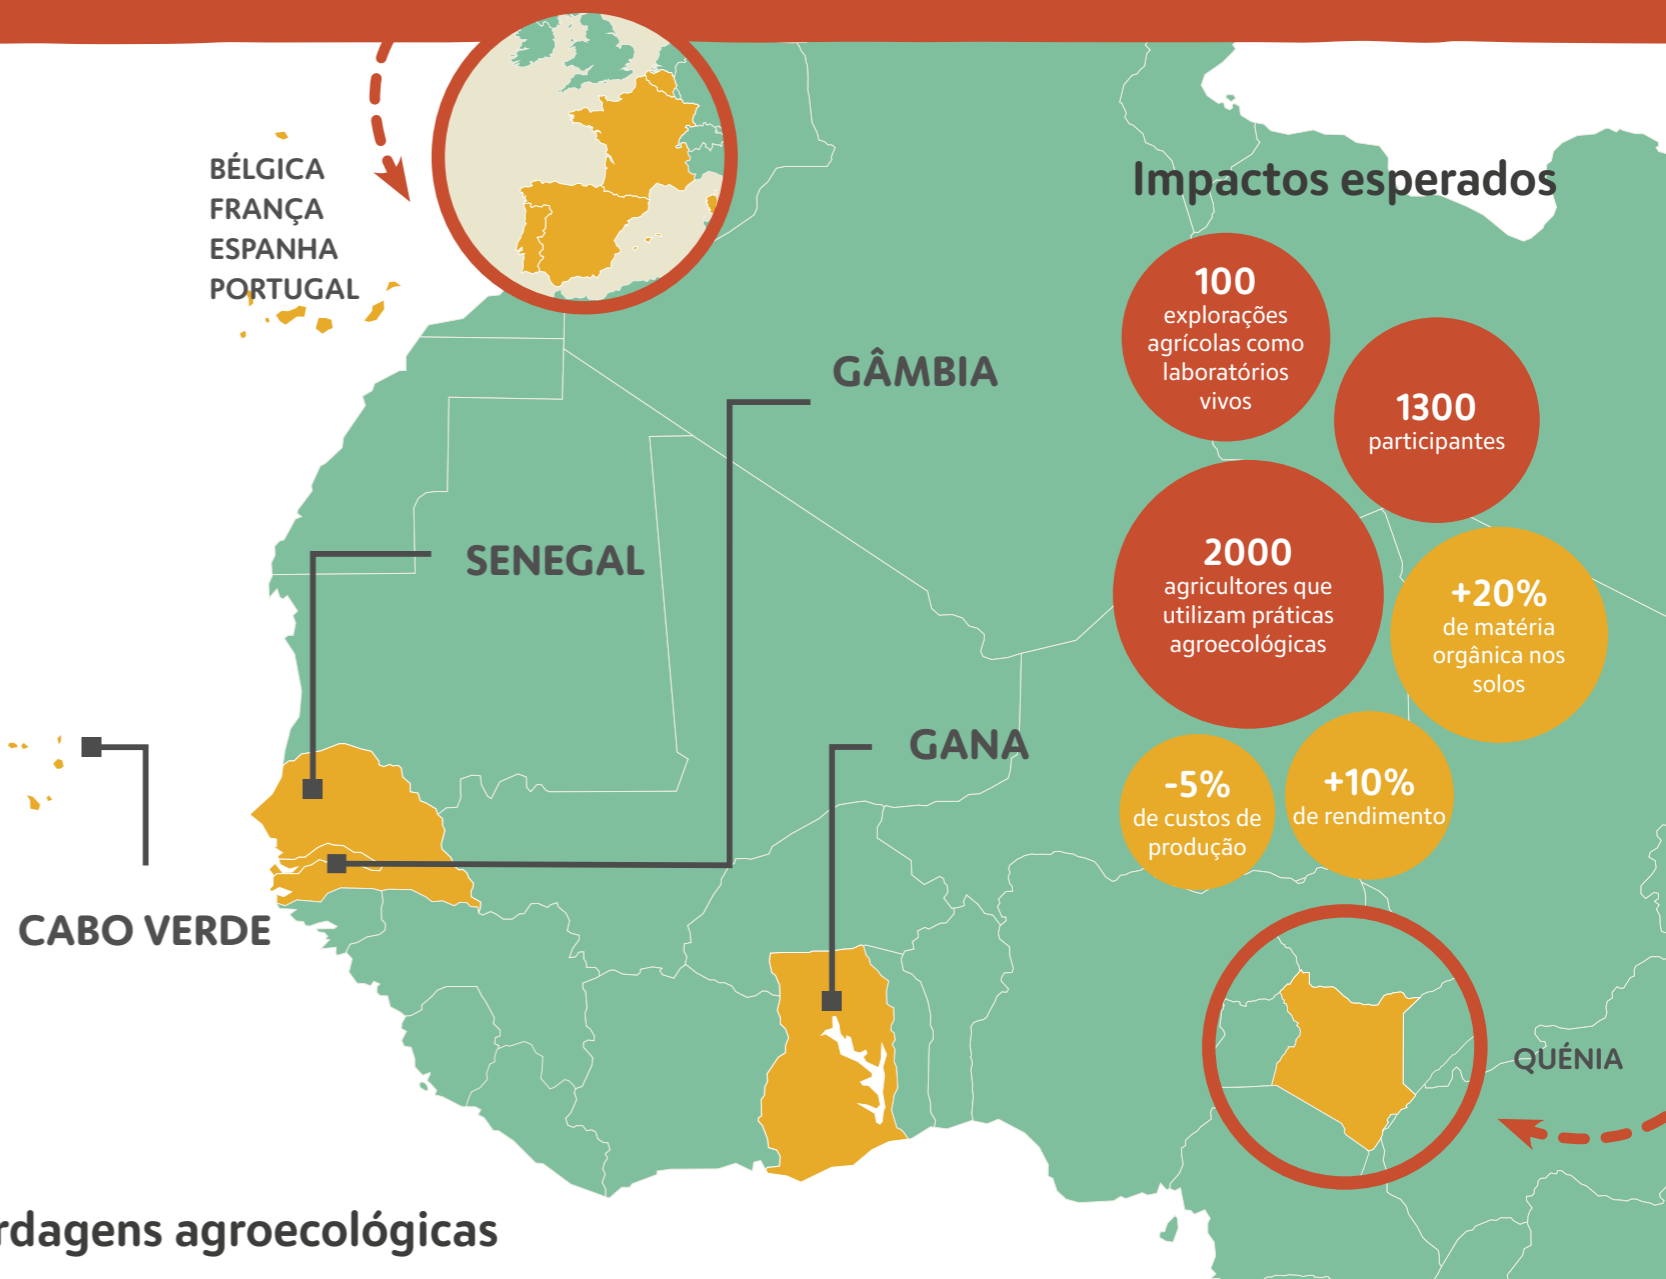 BÉLGICA
FRANÇA
ESPANHA
PORTUGAL
Impactos esperados
100
explorações
agrícolas como
laboratórios
vivos
1300
participantes
2000
agricultores que
utilizam práticas
agroecológicas
+20%
de matéria
orgânica nos
solos
-5%
de custos de
produção
+10%
de rendimento
GÂMBIA
SENEGAL
GANA
CABO VERDE
QUÉNIA
rdagens agroecológicas